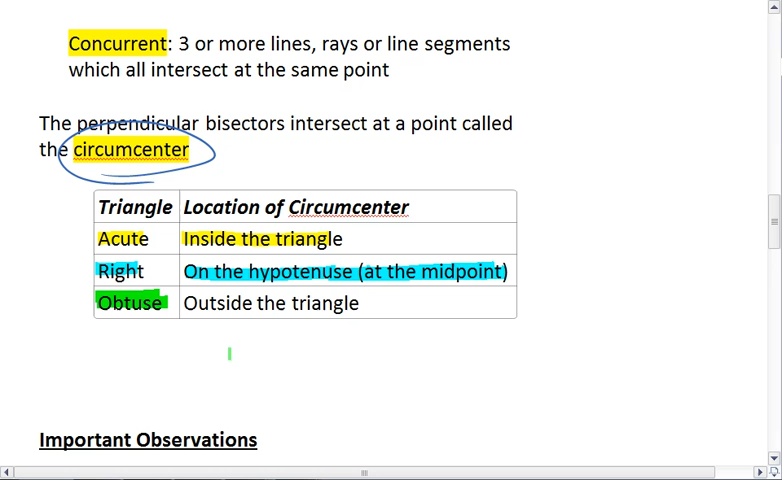 Concurrent: 3 or more lines, rays or line segments
which all intersect at the same point
The perpendicular bisectors intersect at a point called
the circumcenter
Triangle Location of Circumcenter
Acute Inside the triangle
Right On the hypotenuse (at the midpoint)
Obtuse Outside the triangle
Important Observations